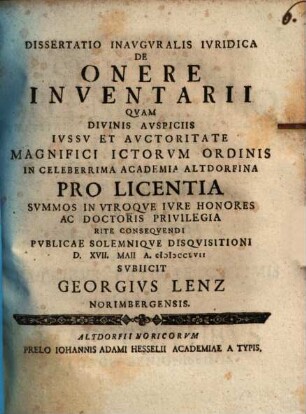 6.
DISSERTATIO INAVGVRALIS IVRIDICA
DE
ONERE
INVENTARII
QVAM
DIVINIS AVSPICIIS
IVSSV ET AVCTORITATE
MAGNIFICI ICTORVM ORDINIS
IN CELEBERRIMA ACADEMIA ALTDORFINA
PRO LICENTIA
SVMMOS IN VTROQVE IVRE HONORES
AC DOCTORIS PRIVILEGIA
RITE CONSEQVENDI
PVBLICAE SOLEMNIQVE DISQVISITIONI
D. XVII. MAII A. ↀↁCCLVII
SVBIICIT
GEORGIVS LENZ
NORIMBERGENSIS.
ALTDORFII NORICORVM
PRELO IOHANNIS ADAMI HESSELII ACADEMIAE A TYPIS,